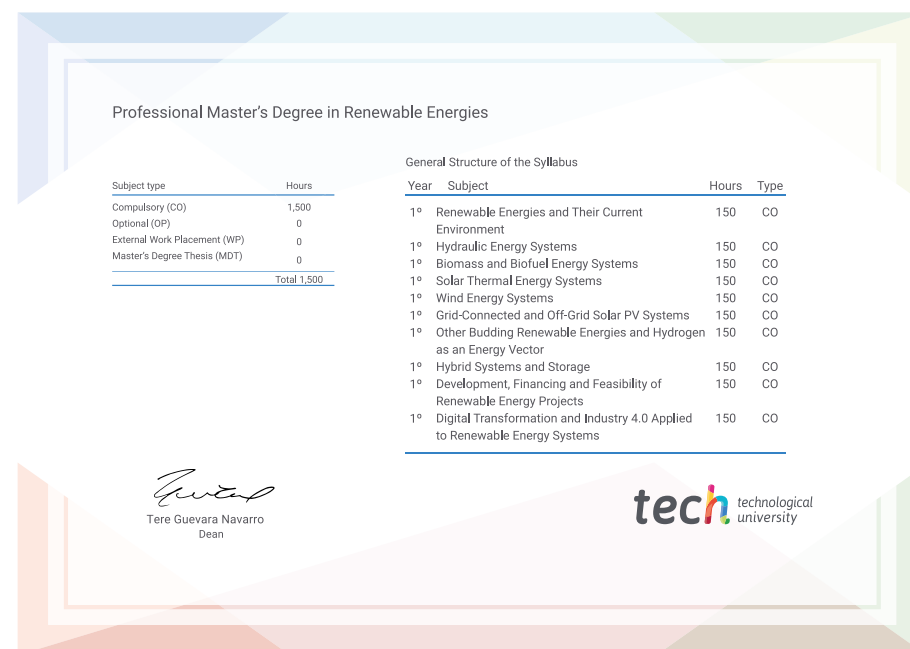 Professional Master's Degree in Renewable Energies
Subject type Hours
Compulsory (CO) 1,500
Optional (OP) 0
External Work Placement (WP) 0
Master's Degree Thesis (MDT) 0
Total 1,500
General Structure of the Syllabus
Year Subject Hours Type
1º Renewable Energies and Their Current 150 CO
Environment
1º Hydraulic Energy Systems 150 CO
1º Biomass and Biofuel Energy Systems 150 CO
1º Solar Thermal Energy Systems 150 CO
1º Wind Energy Systems 150 CO
1º Grid-Connected and Off-Grid Solar PV Systems 150 CO
1º Other Budding Renewable Energies and Hydrogen 150 CO
as an Energy Vector
1º Hybrid Systems and Storage 150 CO
1º Development, Financing and Feasibility of 150 CO
Renewable Energy Projects
1º Digital Transformation and Industry 4.0 Applied 150 CO
to Renewable Energy Systems
Tere Guevara Navarro
Dean
tech technological
university